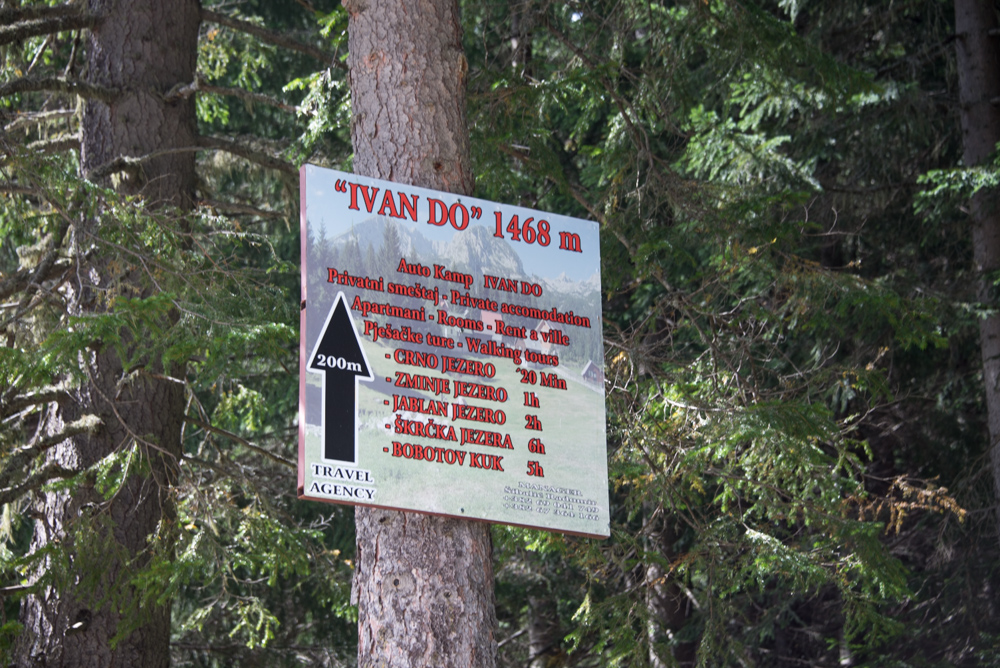 "IVAN DO" 1468 m
Auto Kamp IVAN DO
Privatni smeštaj - Private accomodation
Apartmani - Rooms - Rent a ville
Pješačke ture - Walking tours
- CRNO JEZERO 20 Min
- ZMINJE JEZERO 1h
- JABLAN JEZERO 2h
- ŠKRČKA JEZERA 6h
- BOBOTOV KUK 5h
200m
TRAVEL
AGENCY
MANAGER